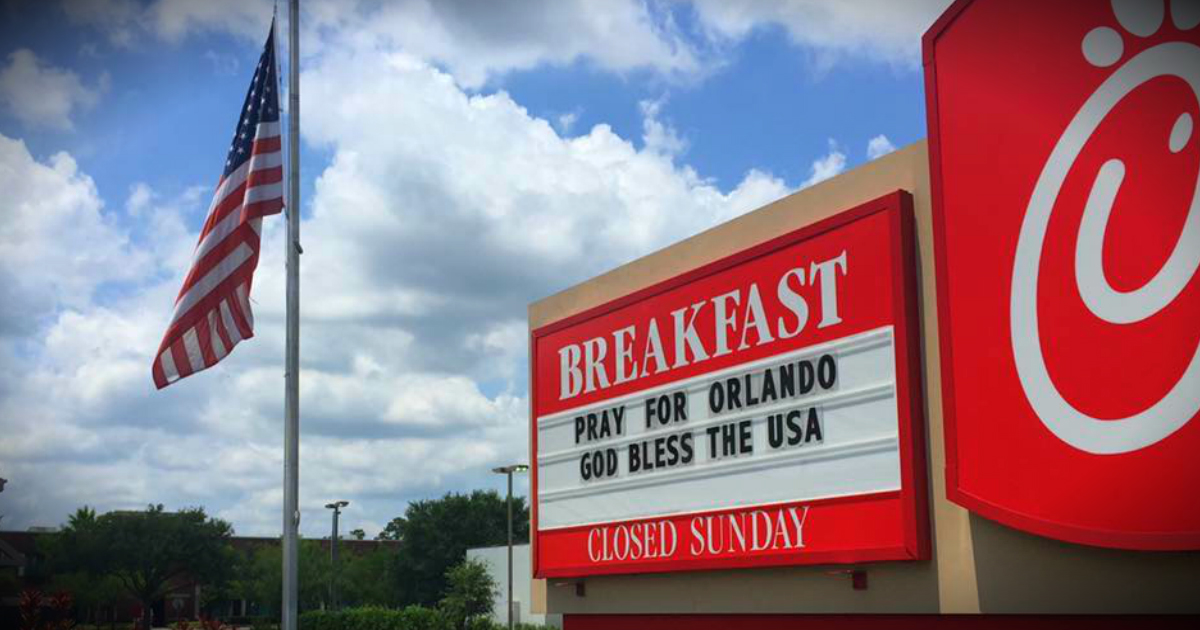 BREAKFAST
PRAY FOR ORLANDO
GOD BLESS THE USA
CLOSED SUNDAY